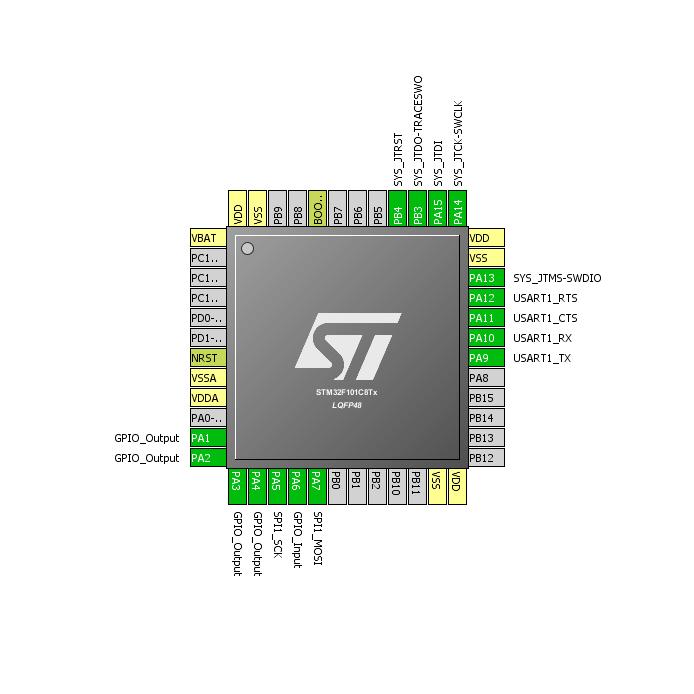 SYS_JTRST
SYS_JTDO-TRACESWO
SYS_JTDI
SYS_JTCK-SWCLK
VDD
VSS
PB9
PB8
BOO..
PB7
PB6
PB5
PB4
PB3
PA15
PA14
VBAT
PC1..
PC1..
PC1..
PD0-..
PD1-..
NRST
VSSA
VDDA
PA0-..
GPIO_Output PA1
GPIO_Output PA2
ST
STM32F101C8Tx
LQFP48
VDD
VSS
PA13 SYS_JTMS-SWDIO
PA12 USART1_RTS
PA11 USART1_CTS
PA10 USART1_RX
PA9 USART1_TX
PA8
PB15
PB14
PB13
PB12
PA3
PA4
PA5
PA6
PA7
PB0
PB1
PB2
PB10
PB11
VSS
VDD
GPIO_Output
GPIO_Output
SPI1_SCK
GPIO_Input
SPI1_MOSI